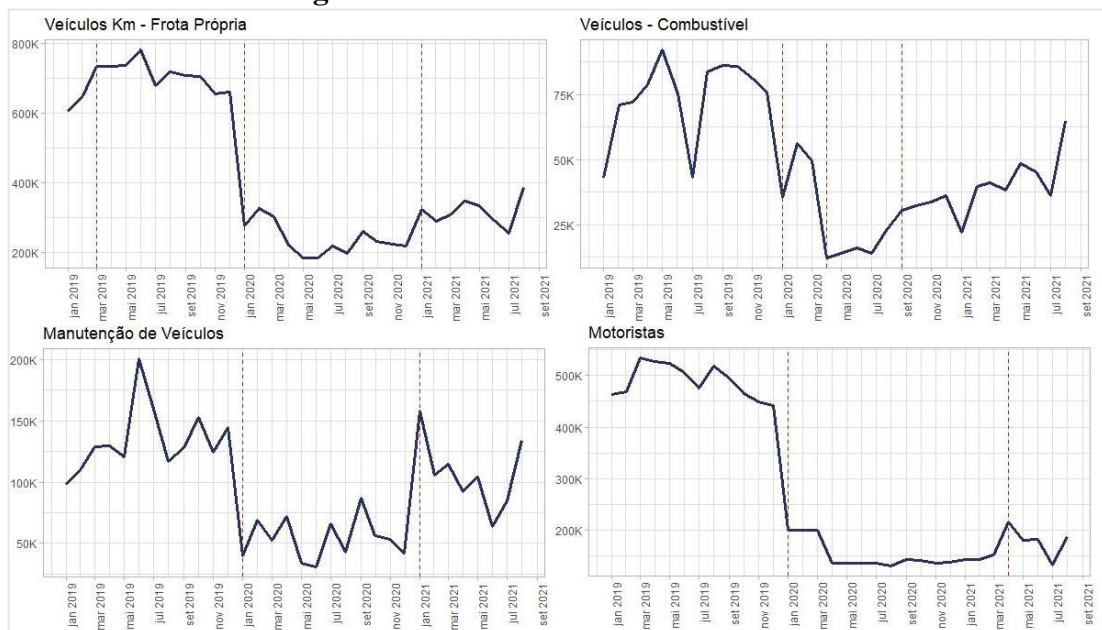 Veículos Km - Frota Própria
800K
600K
400K
200K
jan 2019
mar 2019
mai 2019
jul 2019
set 2019
nov 2019
jan 2020
mar 2020
mai 2020
jul 2020
set 2020
nov 2020
jan 2021
mar 2021
mai 2021
jul 2021
set 2021
Veículos - Combustível
75K
50K
25K
jan 2019
mar 2019
mai 2019
jul 2019
set 2019
nov 2019
jan 2020
mar 2020
mai 2020
jul 2020
set 2020
nov 2020
jan 2021
mar 2021
mai 2021
jul 2021
set 2021
Manutenção de Veículos
200K
150K
100K
50K
jan 2019
mar 2019
mai 2019
jul 2019
set 2019
nov 2019
jan 2020
mar 2020
mai 2020
jul 2020
set 2020
nov 2020
jan 2021
mar 2021
mai 2021
jul 2021
set 2021
Motoristas
500K
400K
300K
200K
jan 2019
mar 2019
mai 2019
jul 2019
set 2019
nov 2019
jan 2020
mar 2020
mai 2020
jul 2020
set 2020
nov 2020
jan 2021
mar 2021
mai 2021
jul 2021
set 2021